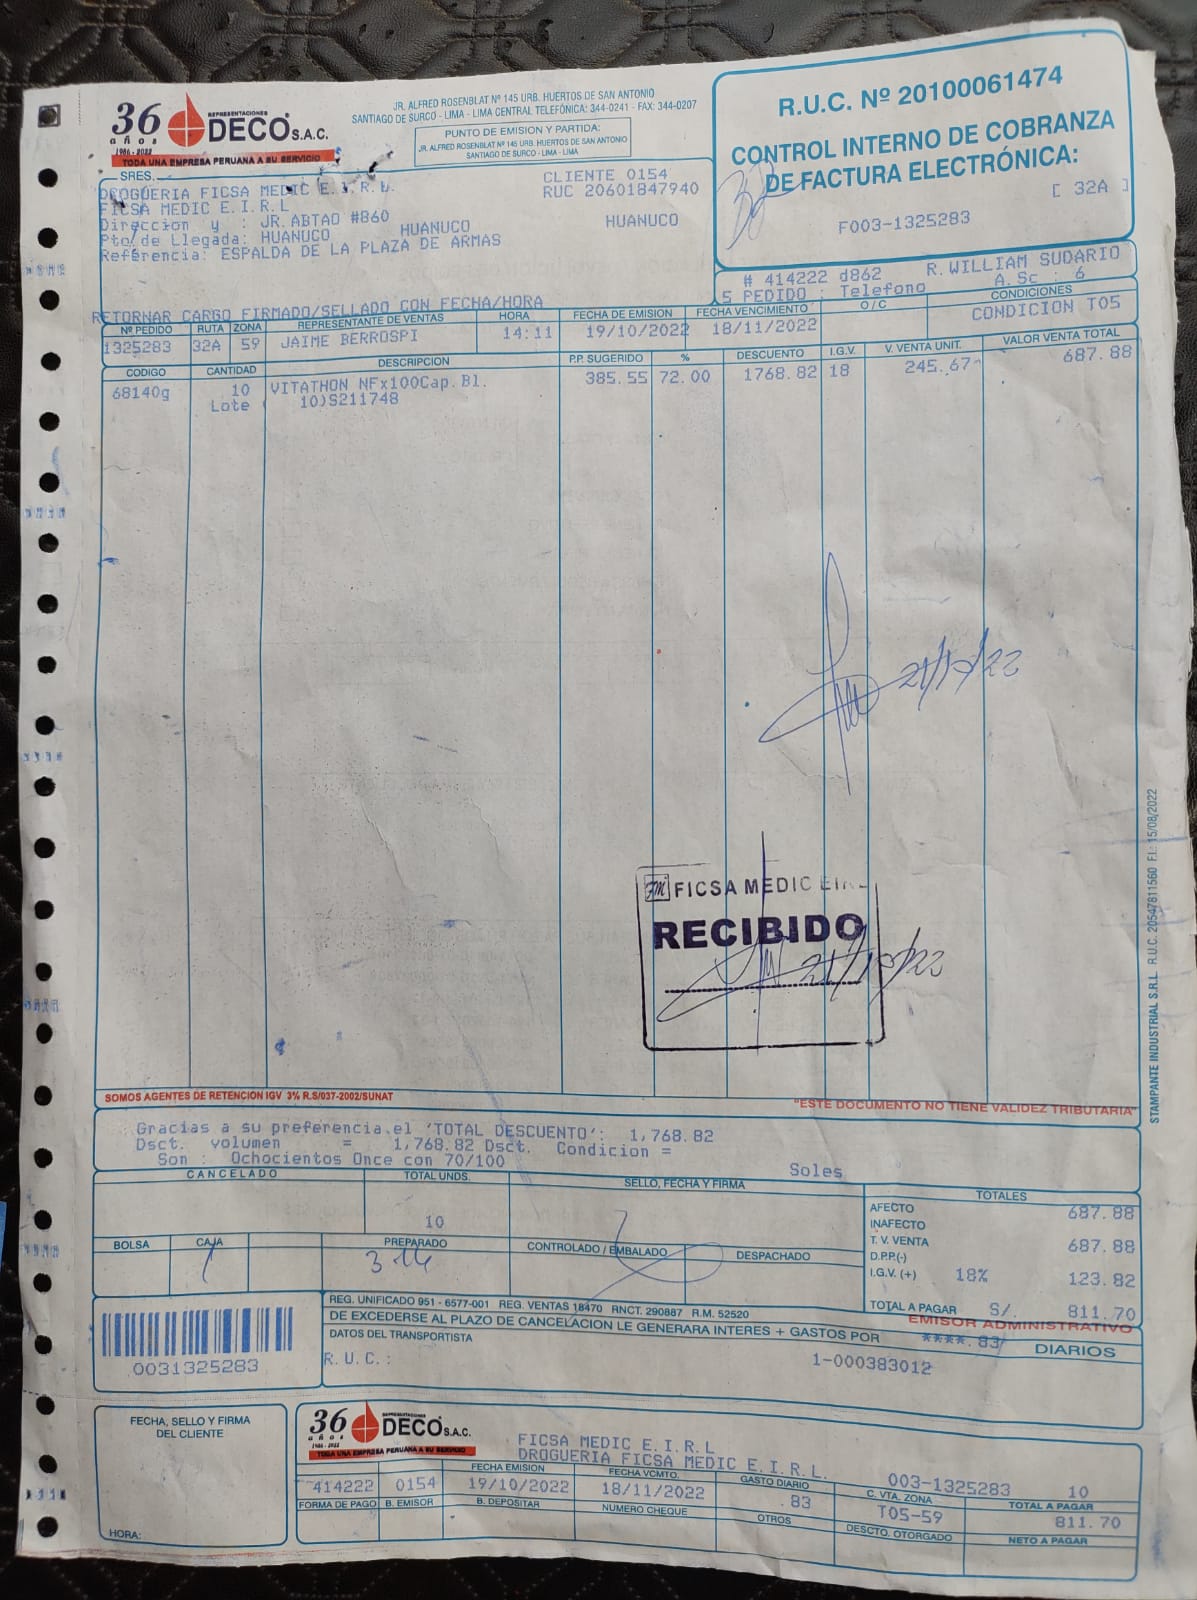 36 años
1986 - 2022
REPRESENTACIONES
DECO S.A.C.
TODA UNA EMPRESA PERUANA A SU SERVICIO
JR. ALFRED ROSENBLAT Nº 145 URB. HUERTOS DE SAN ANTONIO
SANTIAGO DE SURCO - LIMA - LIMA CENTRAL TELEFÓNICA: 344-0241 - FAX: 344-0207
PUNTO DE EMISION Y PARTIDA:
JR. ALFRED ROSENBLAT Nº 145 URB. HUERTOS DE SAN ANTONIO
SANTIAGO DE SURCO - LIMA - LIMA
R.U.C. Nº 20100061474
CONTROL INTERNO DE COBRANZA
DE FACTURA ELECTRÓNICA:
[ 32A ]
F003-1325283
SRES.
DROGUERIA FICSA MEDIC E.I.R.L.
CLIENTE 0154
FICSA MEDIC E.I.R.L
RUC 20601847940
Direccion y : JR. ABTAO #860
Pto/de Llegada: HUANUCO HUANUCO HUANUCO
Referéncia: ESPALDA DE LA PLAZA DE ARMAS
RETORNAR CARGO FIRMADO/SELLADO CON FECHA/HORA
# 414222 d862 R.WILLIAM SUDARIO
S PEDIDO : Telefono A.Sc : 6
Nº PEDIDO RUTA ZONA REPRESENTANTE DE VENTAS HORA FECHA DE EMISION FECHA VENCIMIENTO O/C CONDICIONES
1325283 32A 59 JAIME BERROSPI 14:11 19/10/2022 18/11/2022 CONDICION T05
CODIGO CANTIDAD DESCRIPCION P.P. SUGERIDO % DESCUENTO I.G.V. V. VENTA UNIT. VALOR VENTA TOTAL
68140g 10 VITATHON NFx100Cap.Bl. 385.55 72.00 1768.82 18 245.67 687.88
Lote 10)S211748
FICSA MEDIC EIRL
RECIBIDO
STAMPANTE INDUSTRIAL S.R.L. R.U.C. 20547811560 F.I.: 15/08/2022
SOMOS AGENTES DE RETENCION IGV 3% R.S/037-2002/SUNAT
"ESTE DOCUMENTO NO TIENE VALIDEZ TRIBUTARIA"
Gracias a su preferencia.el 'TOTAL DESCUENTO': 1,768.82
Dsct. volumen = 1,768.82 Dsct. Condicion =
Son : Ochocientos Once con 70/100 Soles
CANCELADO TOTAL UNDS. SELLO, FECHA Y FIRMA TOTALES
10
AFECTO 687.88
INAFECTO
T. V. VENTA 687.88
D.P.P.(-)
I.G.V. (+) 18% 123.82
TOTAL A PAGAR S/. 811.70
BOLSA CAJA PREPARADO CONTROLADO / EMBALADO DESPACHADO
EMISOR ADMINISTRATIVO
REG. UNIFICADO 951 - 6577-001 REG. VENTAS 18470 RNCT. 290887 R.M. 52520
DE EXCEDERSE AL PLAZO DE CANCELACION LE GENERARA INTERES + GASTOS POR ****.83 DIARIOS
DATOS DEL TRANSPORTISTA
R.U.C.: 1-000383012
0031325283
FECHA, SELLO Y FIRMA
DEL CLIENTE
HORA:
36 años
1986 - 2022
REPRESENTACIONES
DECO S.A.C.
TODA UNA EMPRESA PERUANA A SU SERVICIO
FICSA MEDIC E.I.R.L
DROGUERIA FICSA MEDIC E.I.R.L.
003-1325283 10
FECHA EMISION FECHA VCMTO. GASTO DIARIO C. VTA. ZONA TOTAL A PAGAR
414222 0154 19/10/2022 18/11/2022 .83 T05-59 811.70
FORMA DE PAGO B. EMISOR B. DEPOSITAR NUMERO CHEQUE OTROS DESCTO. OTORGADO NETO A PAGAR